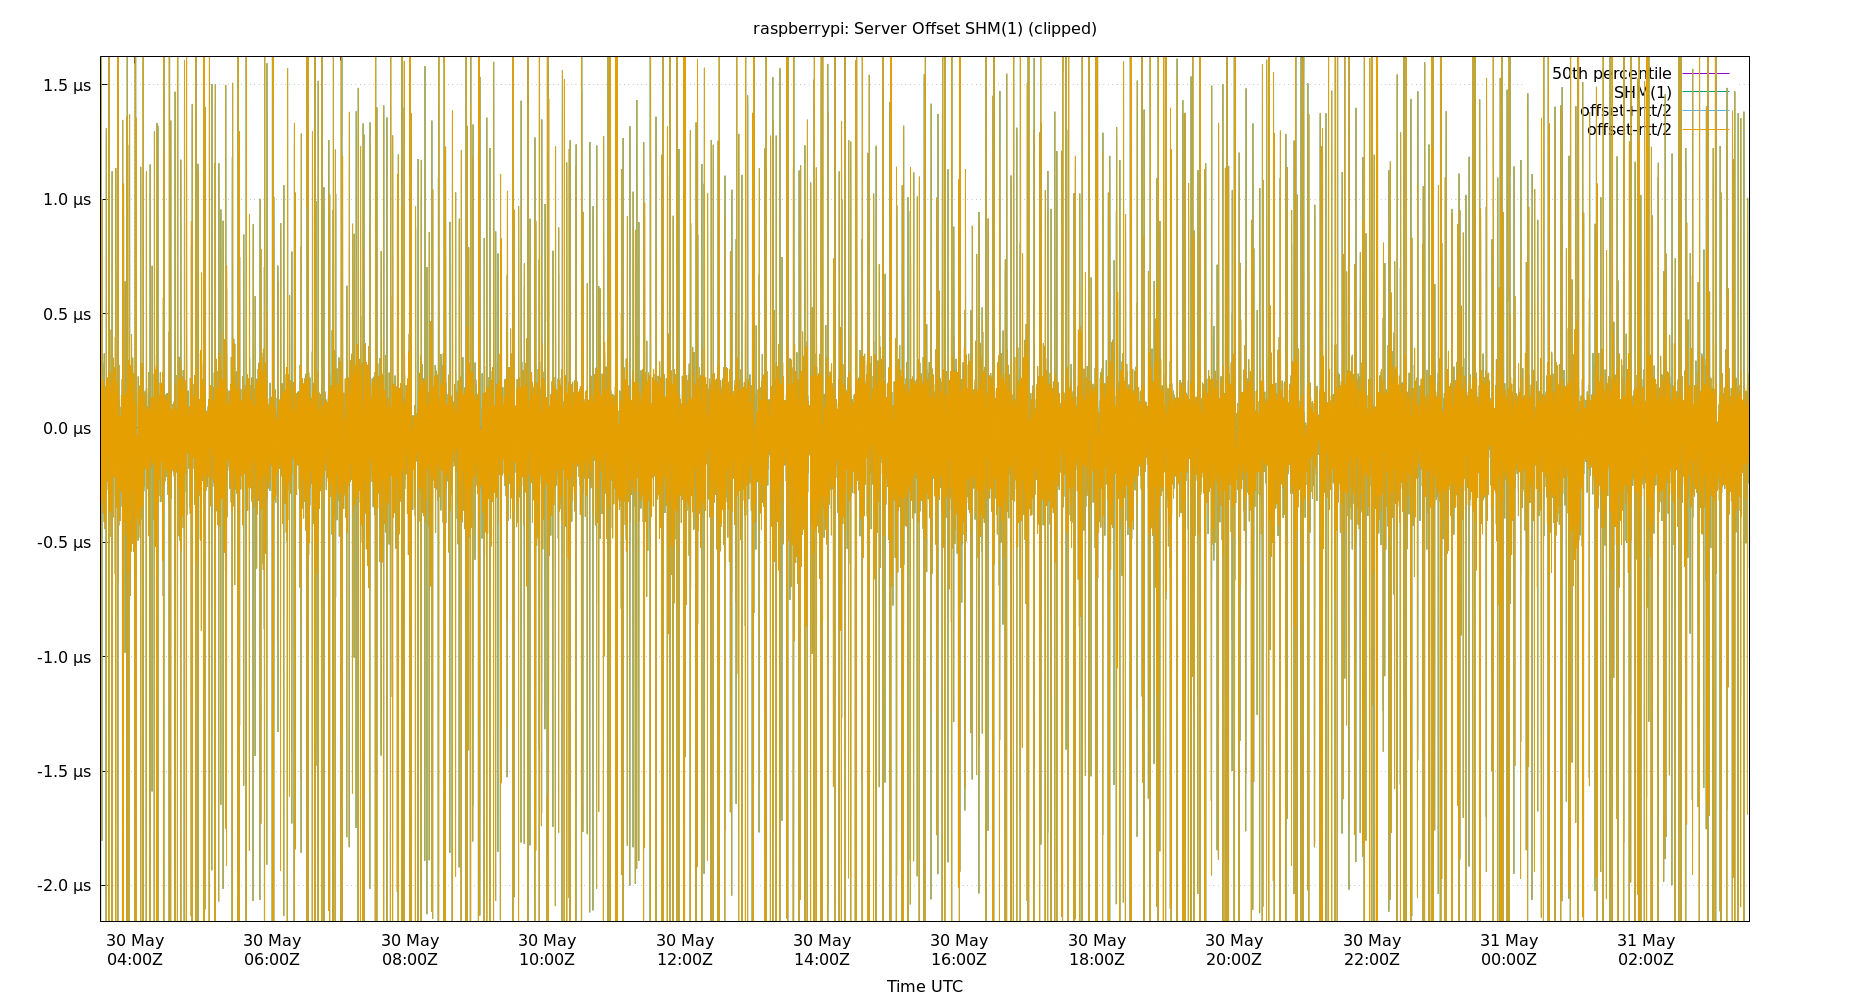 raspberrypi: Server Offset SHM(1) (clipped)
50th percentile
SHM(1)
offset+rtt/2
offset-rtt/2
1.5 µs
1.0 µs
0.5 µs
0.0 µs
-0.5 µs
-1.0 µs
-1.5 µs
-2.0 µs
30 May 30 May 30 May 30 May 30 May 30 May 30 May 30 May 30 May 30 May 31 May 31 May
04:00Z 06:00Z 08:00Z 10:00Z 12:00Z 14:00Z 16:00Z 18:00Z 20:00Z 22:00Z 00:00Z 02:00Z
Time UTC